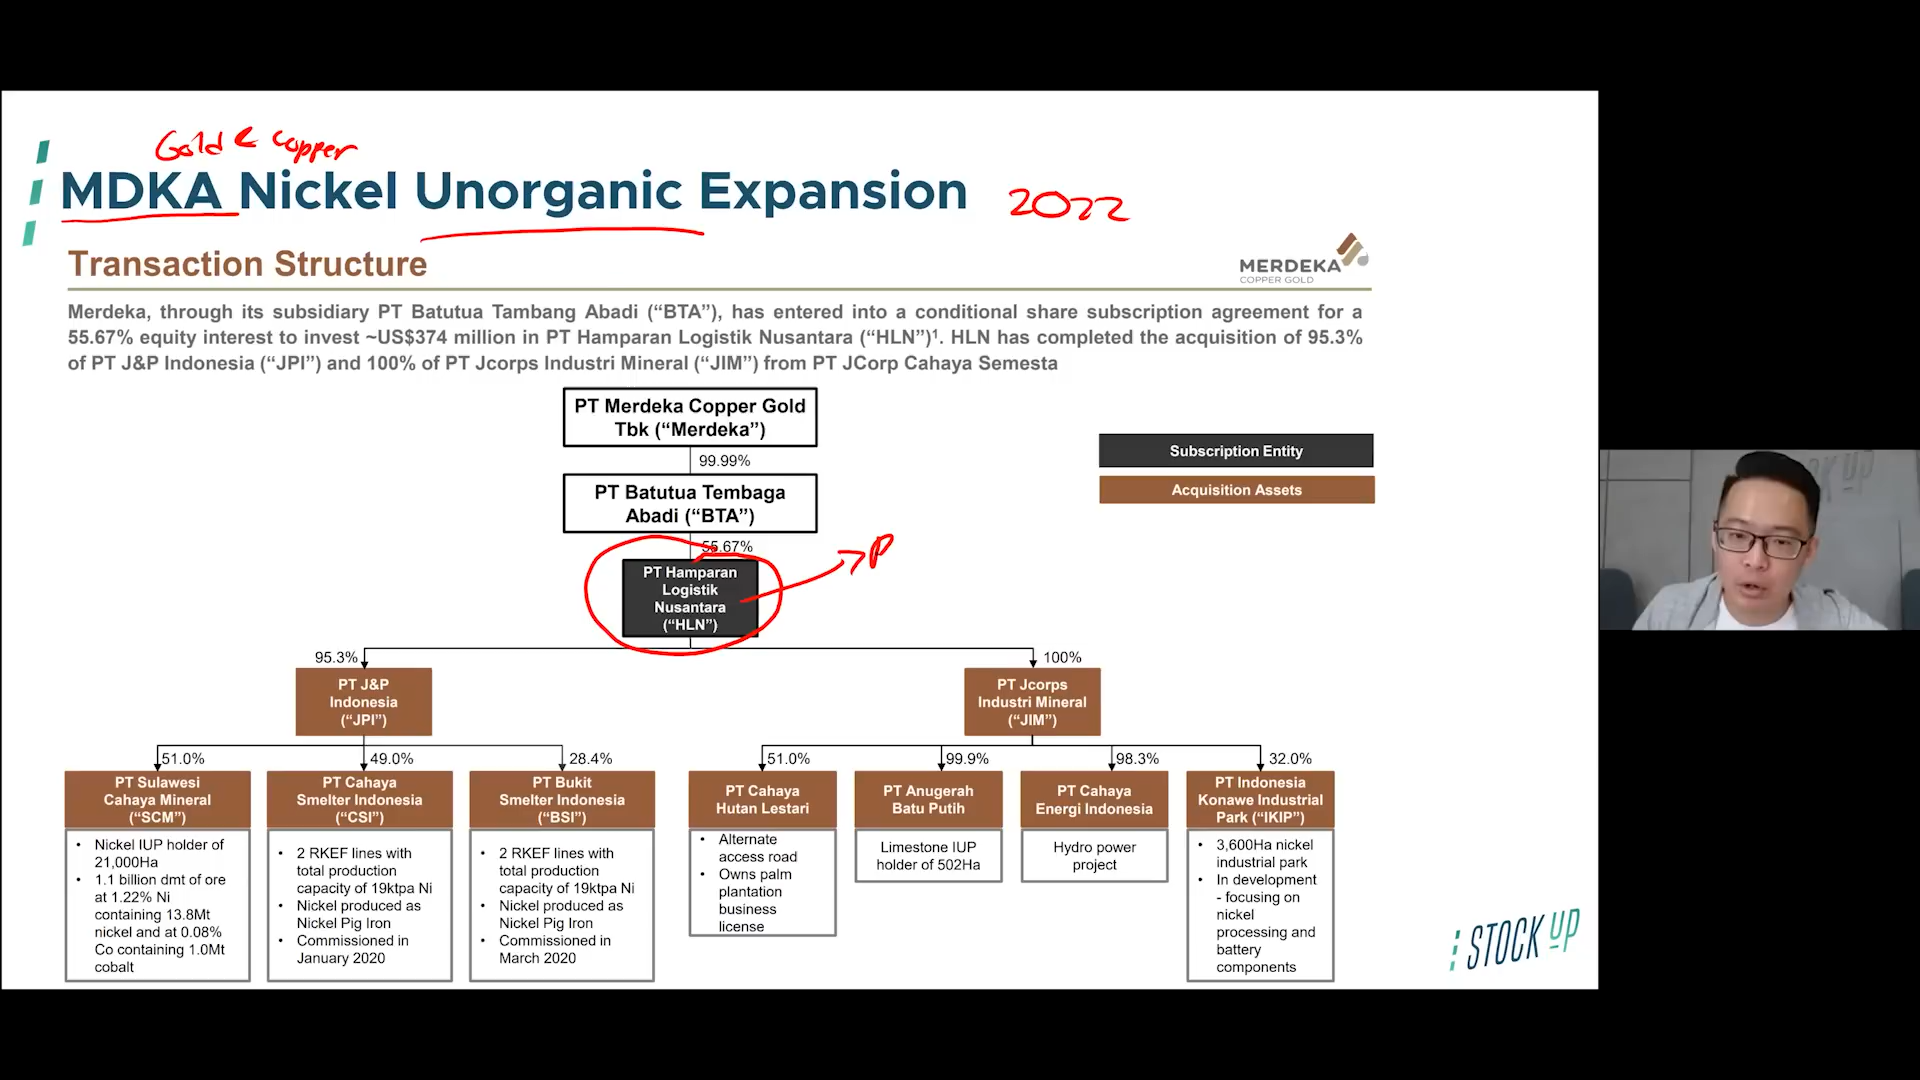 Gold & Copper
MDKA Nickel Unorganic Expansion
2022
Transaction Structure
MERDEKA
COPPER GOLD
Merdeka, through its subsidiary PT Batutua Tambang Abadi (“BTA”), has entered into a conditional share subscription agreement for a
55.67% equity interest to invest ~US$374 million in PT Hamparan Logistik Nusantara (“HLN”)¹. HLN has completed the acquisition of 95.3%
of PT J&P Indonesia (“JPI”) and 100% of PT Jcorps Industri Mineral (“JIM”) from PT JCorp Cahaya Semesta
PT Merdeka Copper Gold
Tbk (“Merdeka”)
99.99%
PT Batutua Tembaga
Abadi (“BTA”)
55.67%
PT Hamparan
Logistik
Nusantara
(“HLN”)
P
Subscription Entity
Acquisition Assets
95.3%
PT J&P
Indonesia
(“JPI”)
100%
PT Jcorps
Industri Mineral
(“JIM”)
51.0%
PT Sulawesi
Cahaya Mineral
(“SCM”)
• Nickel IUP holder of
21,000Ha
• 1.1 billion dmt of ore
at 1.22% Ni
containing 13.8Mt
nickel and at 0.08%
Co containing 1.0Mt
cobalt
49.0%
PT Cahaya
Smelter Indonesia
(“CSI”)
• 2 RKEF lines with
total production
capacity of 19ktpa Ni
• Nickel produced as
Nickel Pig Iron
• Commissioned in
January 2020
28.4%
PT Bukit
Smelter Indonesia
(“BSI”)
• 2 RKEF lines with
total production
capacity of 19ktpa Ni
• Nickel produced as
Nickel Pig Iron
• Commissioned in
March 2020
51.0%
PT Cahaya
Hutan Lestari
• Alternate
access road
• Owns palm
plantation
business
license
99.9%
PT Anugerah
Batu Putih
Limestone IUP
holder of 502Ha
98.3%
PT Cahaya
Energi Indonesia
Hydro power
project
32.0%
PT Indonesia
Konawe Industrial
Park (“IKIP”)
• 3,600Ha nickel
industrial park
• In development
- focusing on
nickel
processing and
battery
components
STOCK UP